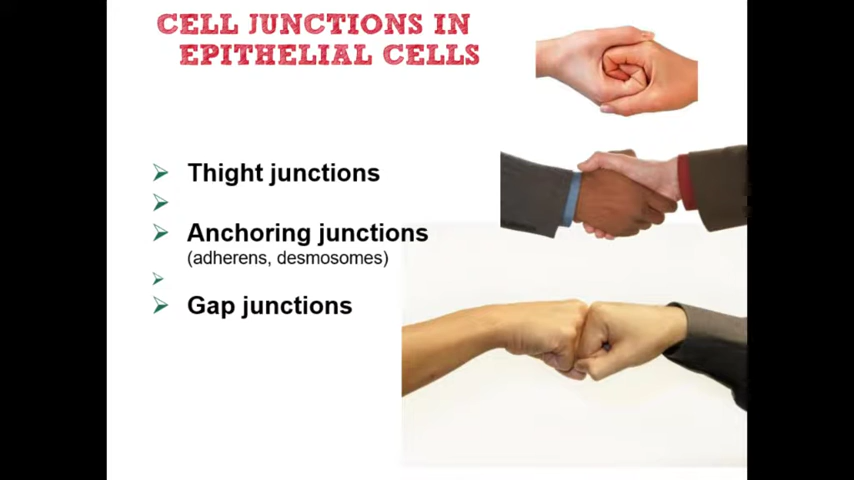 CELL JUNCTIONS IN
EPITHELIAL CELLS
Thight junctions
Anchoring junctions
(adherens, desmosomes)
Gap junctions